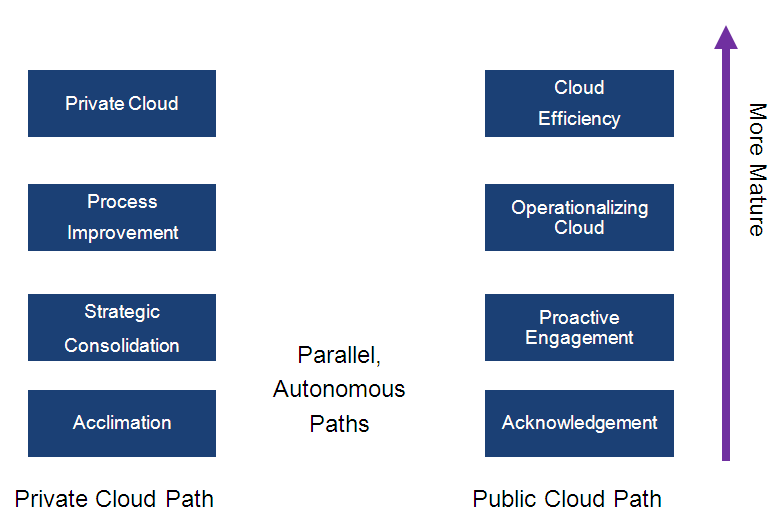 Private Cloud
Cloud
Efficiency
Process
Improvement
Operationalizing
Cloud
Strategic
Consolidation
Proactive
Engagement
Parallel,
Autonomous
Paths
Acclimation
Acknowledgement
More Mature
Private Cloud Path
Public Cloud Path